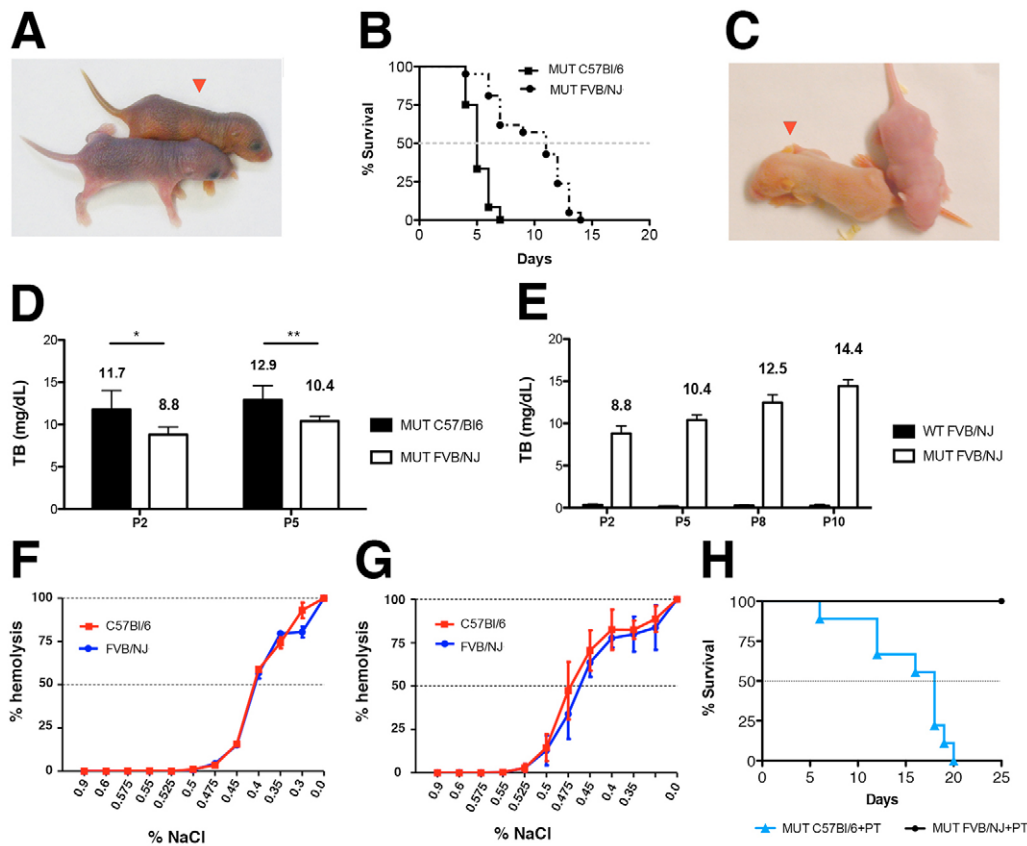 A
B
C
100
75
50
25
0
% Survival
MUT C57Bl/6
MUT FVB/NJ
0 5 10 15 20
Days
D
20
15
10
5
0
TB (mg/dL)
*
**
11.7
8.8
12.9
10.4
P2 P5
MUT C57/Bl6
MUT FVB/NJ
E
20
15
10
5
0
TB (mg/dL)
8.8
10.4
12.5
14.4
P2 P5 P8 P10
WT FVB/NJ
MUT FVB/NJ
F
100
75
50
25
0
% hemolysis
C57Bl/6
FVB/NJ
0.9 0.6 0.575 0.55 0.525 0.5 0.475 0.45 0.4 0.35 0.3 0.0
% NaCl
G
100
75
50
25
0
% hemolysis
C57Bl/6
FVB/NJ
0.9 0.6 0.575 0.55 0.525 0.5 0.475 0.45 0.4 0.35 0.0
% NaCl
H
100
75
50
25
0
% Survival
0 5 10 15 20 25
Days
MUT C57Bl/6+PT
MUT FVB/NJ+PT